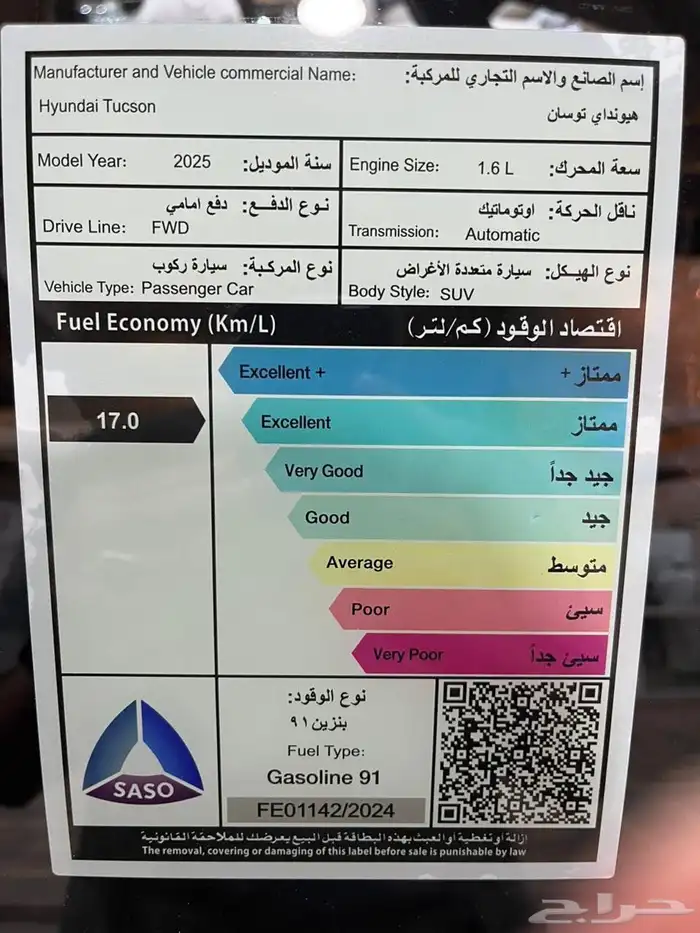 Manufacturer and Vehicle commercial Name: إسم الصانع والاسم التجاري للمركبة:
Hyundai Tucson هيونداي توسان
Model Year: 2025 سنة الموديل:
Engine Size: 1.6 L سعة المحرك:
نوع الدفع: دفع امامي
Drive Line: FWD
ناقل الحركة: اوتوماتيك
Transmission: Automatic
نوع المركبة: سيارة ركوب
Vehicle Type: Passenger Car
نوع الهيكل: سيارة متعددة الأغراض
Body Style: SUV
Fuel Economy (Km/L) اقتصاد الوقود (كم/لتر)
Excellent + ممتاز +
17.0
Excellent ممتاز
Very Good جيد جداً
Good جيد
Average متوسط
Poor سيئ
Very Poor سيئ جداً
SASO
نوع الوقود:
بنزين ٩١
Fuel Type:
Gasoline 91
FE01142/2024
إزالة أو تغطية أو العبث بهذه البطاقة قبل البيع يعرضك للملاحقة القانونية
The removal, covering or damaging of this label before sale is punishable by law
حراج